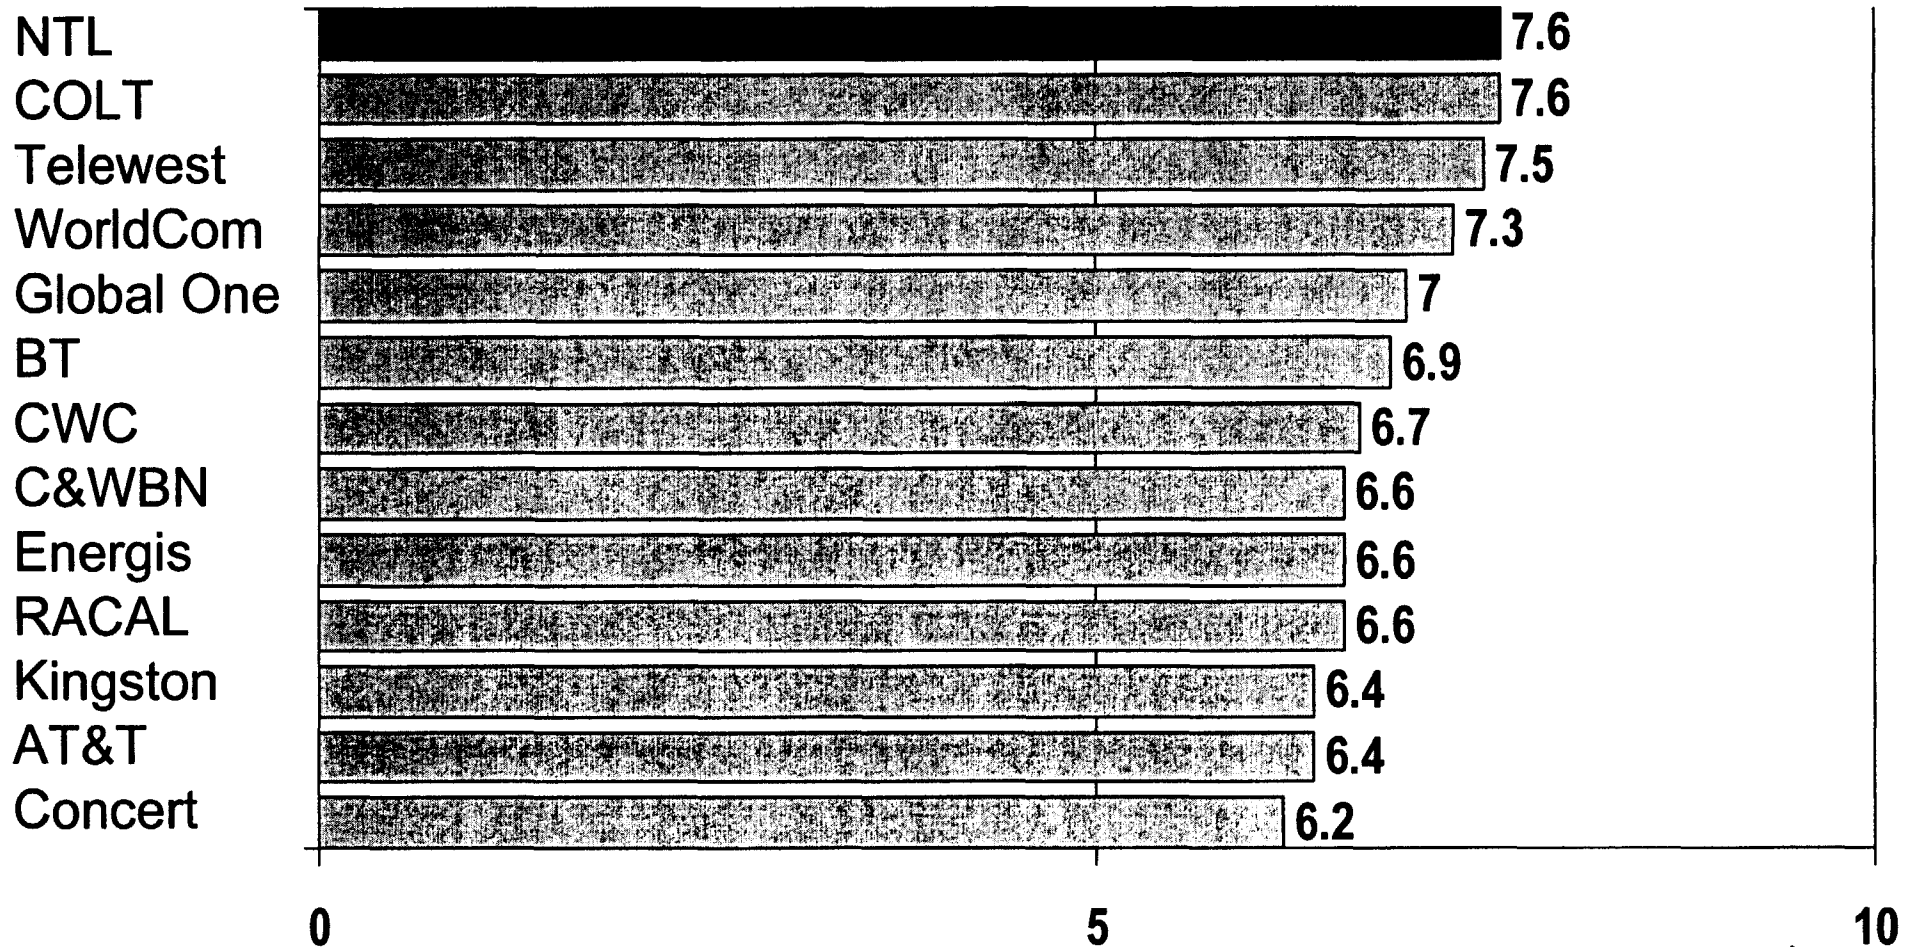 NTL 7.6
COLT 7.6
Telewest 7.5
WorldCom 7.3
Global One 7
BT 6.9
CWC 6.7
C&WBN 6.6
Energis 6.6
RACAL 6.6
Kingston 6.4
AT&T 6.4
Concert 6.2
0 5 10